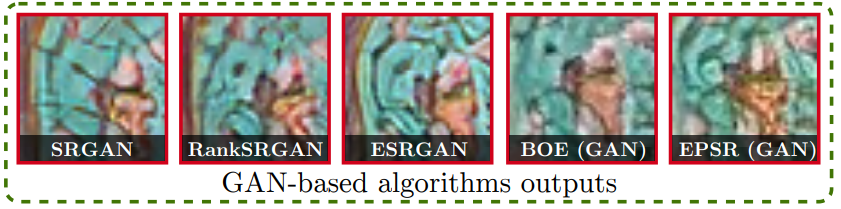 SRGAN
RankSRGAN
ESRGAN
BOE (GAN)
EPSR (GAN)
GAN-based algorithms outputs